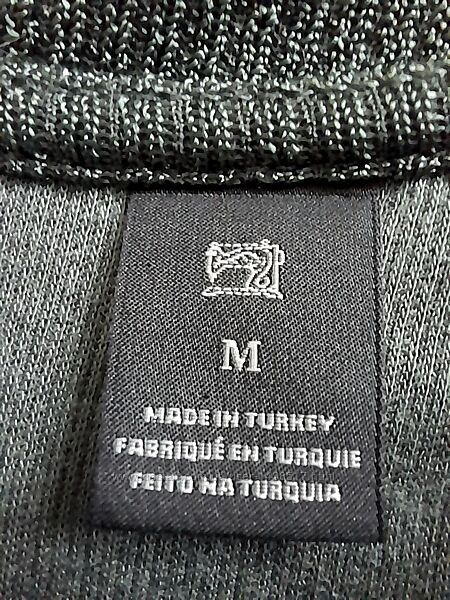 M
MADE IN TURKEY
FABRIQUÉ EN TURQUIE
FEITO NA TURQUIA